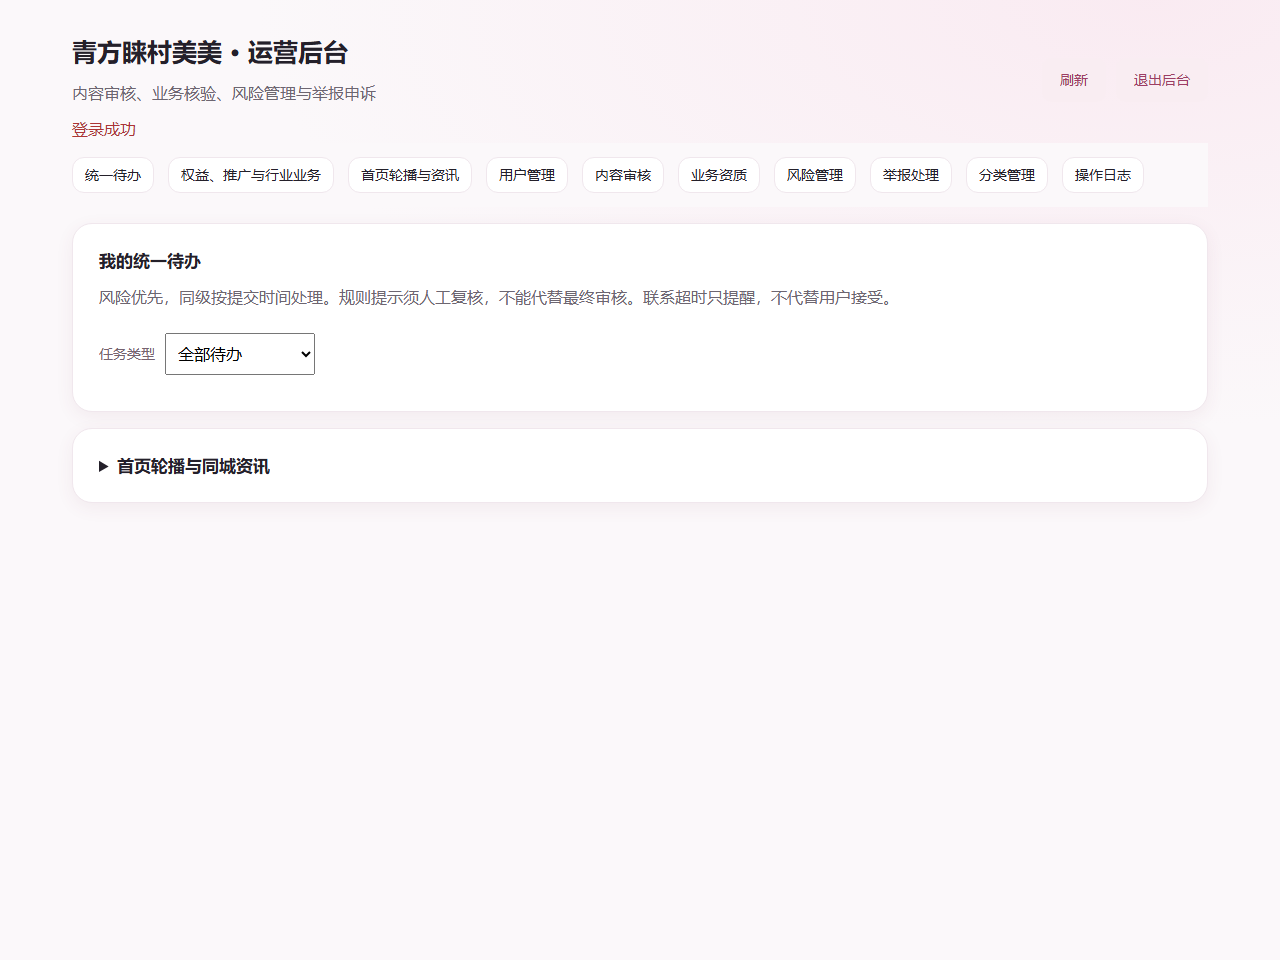 青方睐村美美 • 运营后台
内容审核、业务核验、风险管理与举报申诉
刷新
退出后台
登录成功
统一待办
权益、推广与行业业务
首页轮播与资讯
用户管理
内容审核
业务资质
风险管理
举报处理
分类管理
操作日志
我的统一待办
风险优先，同级按提交时间处理。规则提示须人工复核，不能代替最终审核。联系超时只提醒，不代替用户接受。
任务类型
全部待办
首页轮播与同城资讯